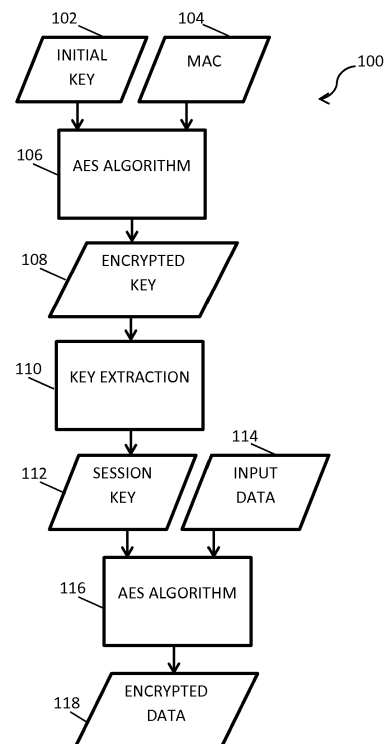 102
104
INITIAL
KEY
MAC
100
106
AES ALGORITHM
108
ENCRYPTED
KEY
110
KEY EXTRACTION
112
SESSION
KEY
114
INPUT
DATA
116
AES ALGORITHM
118
ENCRYPTED
DATA